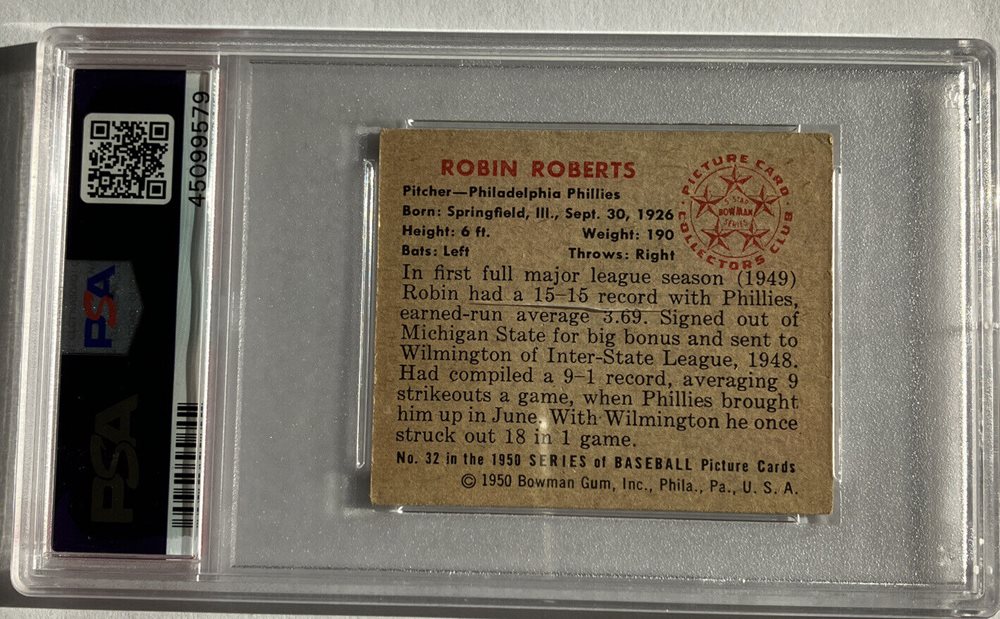 45099579
PSA
PSA
ROBIN ROBERTS
Pitcher—Philadelphia Phillies
Born: Springfield, Ill., Sept. 30, 1926
Height: 6 ft. Weight: 190
Bats: Left Throws: Right
PICTURE CARD
COLLECTORS CLUB
5 STAR
BOWMAN
SERIES
In first full major league season (1949)
Robin had a 15-15 record with Phillies,
earned-run average 3.69. Signed out of
Michigan State for big bonus and sent to
Wilmington of Inter-State League, 1948.
Had compiled a 9-1 record, averaging 9
strikeouts a game, when Phillies brought
him up in June. With Wilmington he once
struck out 18 in 1 game.
No. 32 in the 1950 SERIES of BASEBALL Picture Cards
© 1950 Bowman Gum, Inc., Phila., Pa., U. S. A.